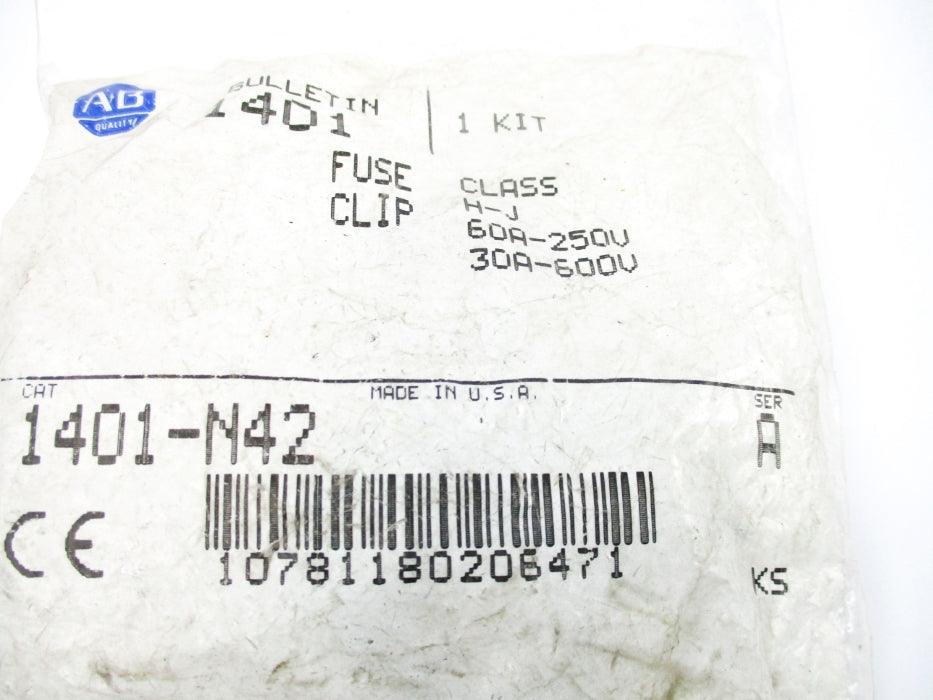 AB
QUALITY
BULLETIN
1401
1 KIT
FUSE
CLIP
CLASS
H-J
60A-250V
30A-600V
CAT
MADE IN U.S.A.
SER
1401-N42
A
CE
10781180206471
KS